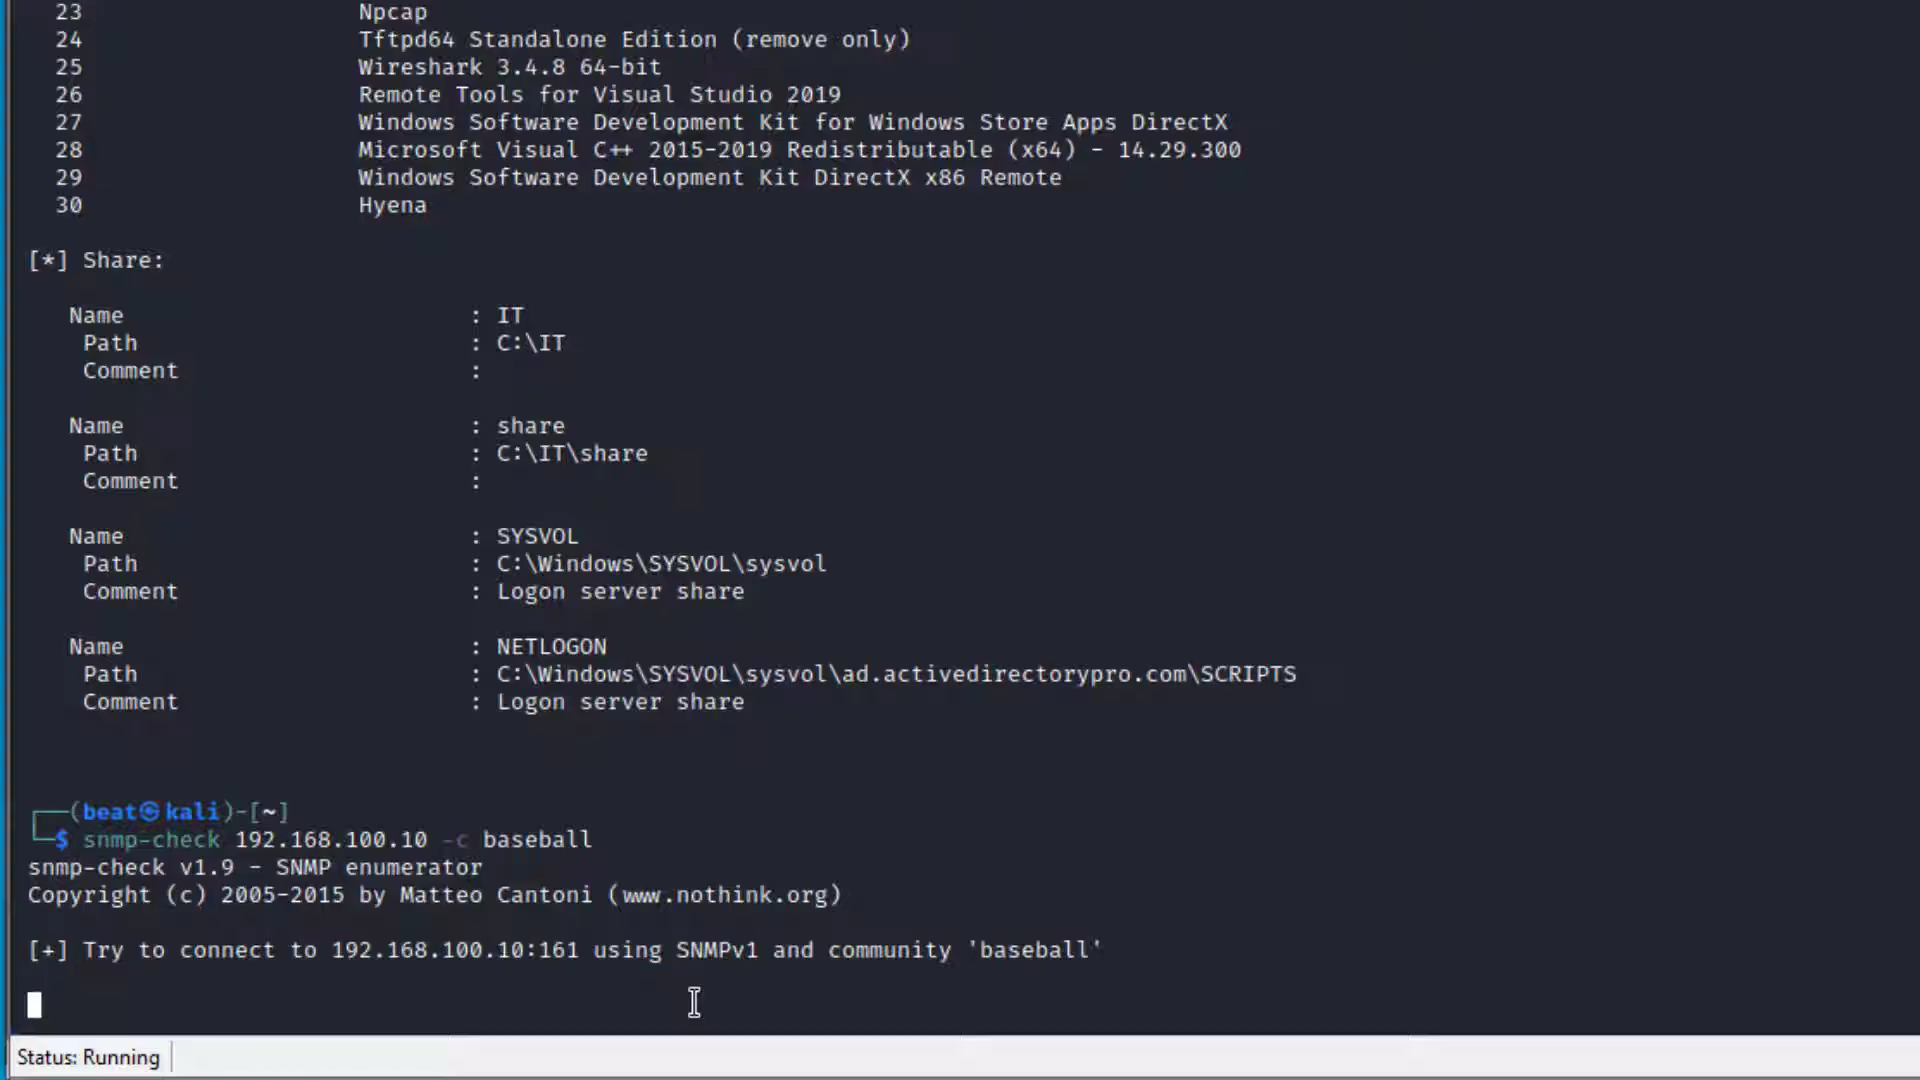 23 Npcap
24 Tftpd64 Standalone Edition (remove only)
25 Wireshark 3.4.8 64-bit
26 Remote Tools for Visual Studio 2019
27 Windows Software Development Kit for Windows Store Apps DirectX
28 Microsoft Visual C++ 2015-2019 Redistributable (x64) - 14.29.300
29 Windows Software Development Kit DirectX x86 Remote
30 Hyena
[*] Share:
Name : IT
Path : C:\IT
Comment :
Name : share
Path : C:\IT\share
Comment :
Name : SYSVOL
Path : C:\Windows\SYSVOL\sysvol
Comment : Logon server share
Name : NETLOGON
Path : C:\Windows\SYSVOL\sysvol\ad.activedirectorypro.com\SCRIPTS
Comment : Logon server share
┌──(beat㉿kali)-[~]
└─$ snmp-check 192.168.100.10 -c baseball
snmp-check v1.9 - SNMP enumerator
Copyright (c) 2005-2015 by Matteo Cantoni (www.nothink.org)
[+] Try to connect to 192.168.100.10:161 using SNMPv1 and community 'baseball'
Status: Running